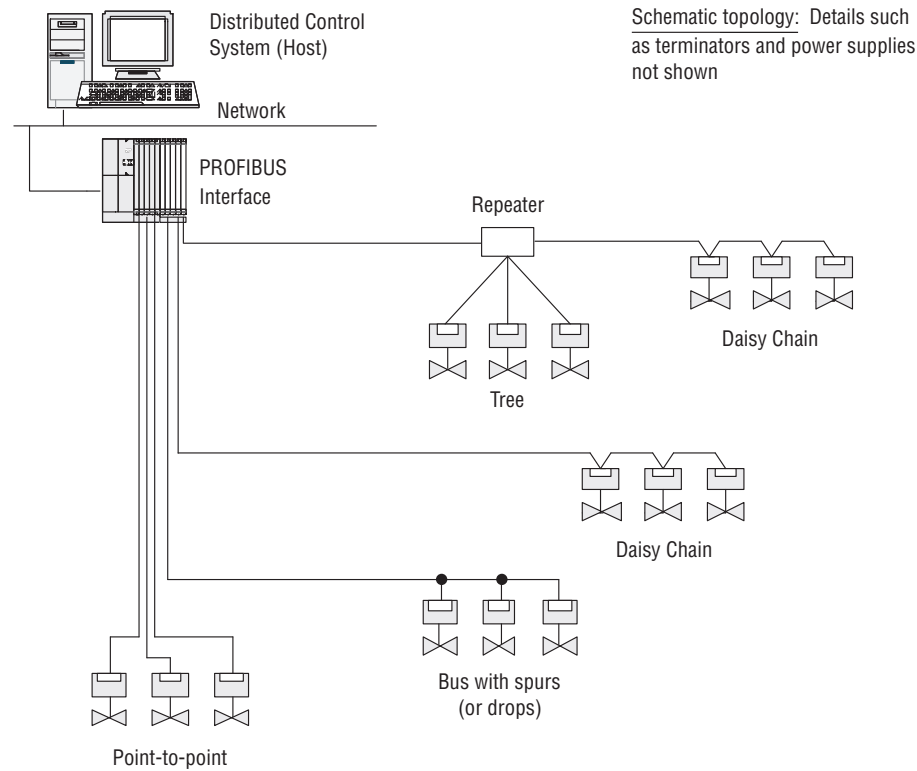 Distributed Control
System (Host)
Schematic topology: Details such
as terminators and power supplies
not shown
Network
PROFIBUS
Interface
Repeater
Daisy Chain
Tree
Daisy Chain
Bus with spurs
(or drops)
Point-to-point